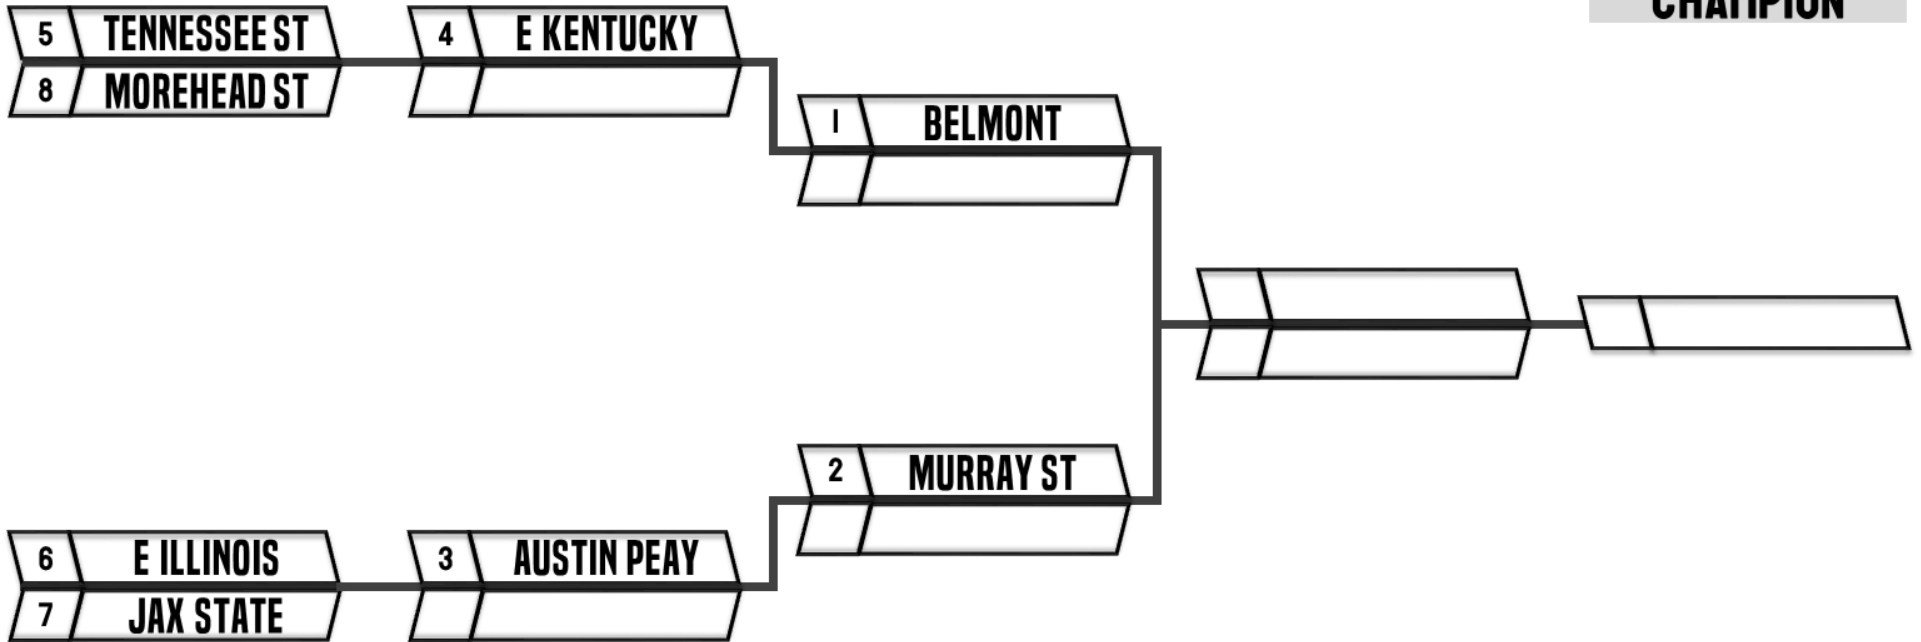 CHAMPION
5 TENNESSEE ST
8 MOREHEAD ST
4 E KENTUCKY
1 BELMONT
2 MURRAY ST
6 E ILLINOIS
7 JAX STATE
3 AUSTIN PEAY